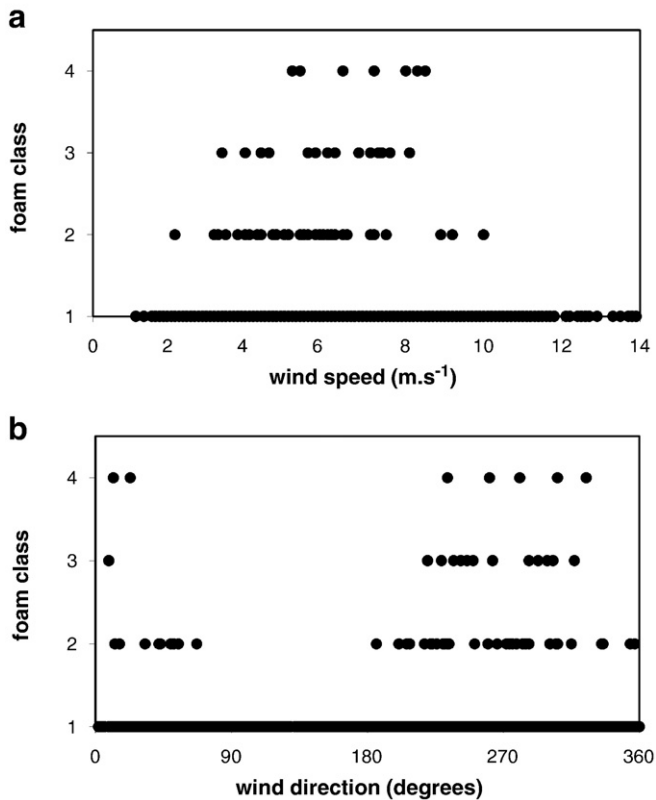 a
4
3
2
1
foam class
0 2 4 6 8 10 12 14
wind speed (m.s-1)
b
4
3
2
1
foam class
0 90 180 270 360
wind direction (degrees)